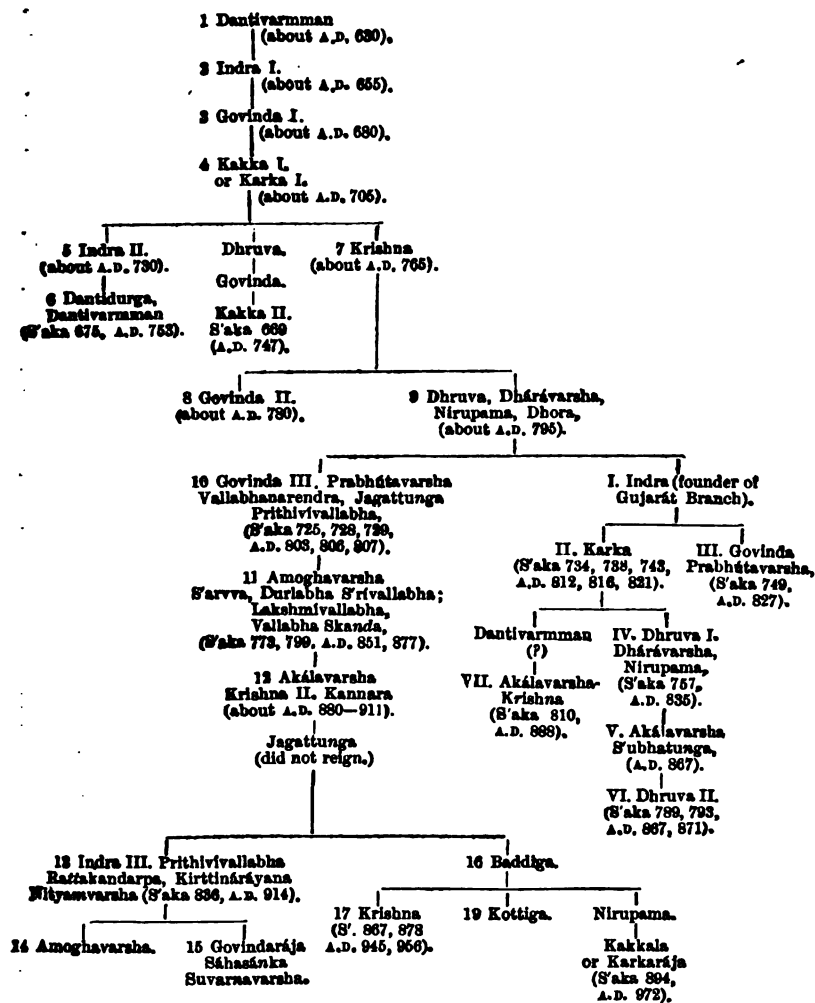 1 Dantivarmman
(about A.D. 630).
2 Indra I.
(about A.D. 655).
3 Govinda I.
(about A.D. 680).
4 Kakka I.
or Karka I.
(about A.D. 705).
5 Indra II.
(about A.D. 730).
6 Dantidurga,
Dantivarmman
(S'aka 675, A.D. 753).
Dhruva.
Govinda.
Kakka II.
S'aka 669
(A.D. 747).
7 Krishna
(about A.D. 765).
8 Govinda II.
(about A.D. 780).
9 Dhruva, Dhárávarsha,
Nirupama, Dhora,
(about A.D. 795).
10 Govinda III. Prabhútavarsha
Vallabhanarendra, Jagattunga
Prithivívallabha,
(S'aka 725, 728, 729,
A.D. 803, 806, 807).
11 Amoghavarsha
S'arvva, Durlabha S'rívallabha;
Lakshmívallabha,
Vallabha Skanda,
(S'aka 773, 799, A.D. 851, 877).
12 Akálavarsha
Krishna II. Kannara
(about A.D. 880—911).
Jagattunga
(did not reign.)
I. Indra (founder of
Gujarát Branch).
II. Karka
(S'aka 734, 738, 743,
A.D. 812, 816, 821).
III. Govinda
Prabhútavarsha,
(S'aka 749,
A.D. 827).
Dantivarmman
(?)
VII. Akálavarsha-
Krishna
(S'aka 810,
A.D. 888).
IV. Dhruva I.
Dhárávarsha,
Nirupama,
(S'aka 757,
A.D. 835).
V. Akálavarsha
S'ubhatunga,
(A.D. 867).
VI. Dhruva II.
(S'aka 789, 793,
A.D. 867, 871).
13 Indra III. Prithivívallabha
Rattakandarpa, Kírttináráyana
Nityamvarsha (S'aka 836, A.D. 914).
14 Amoghavarsha.
15 Govindarája
Sáhasánka
Suvarnavarsha.
16 Baddiga.
17 Krishna
(S'. 867, 878
A.D. 945, 956).
19 Kottiga.
Nirupama.
Kakkala
or Karkarája
(S'aka 894,
A.D. 972).